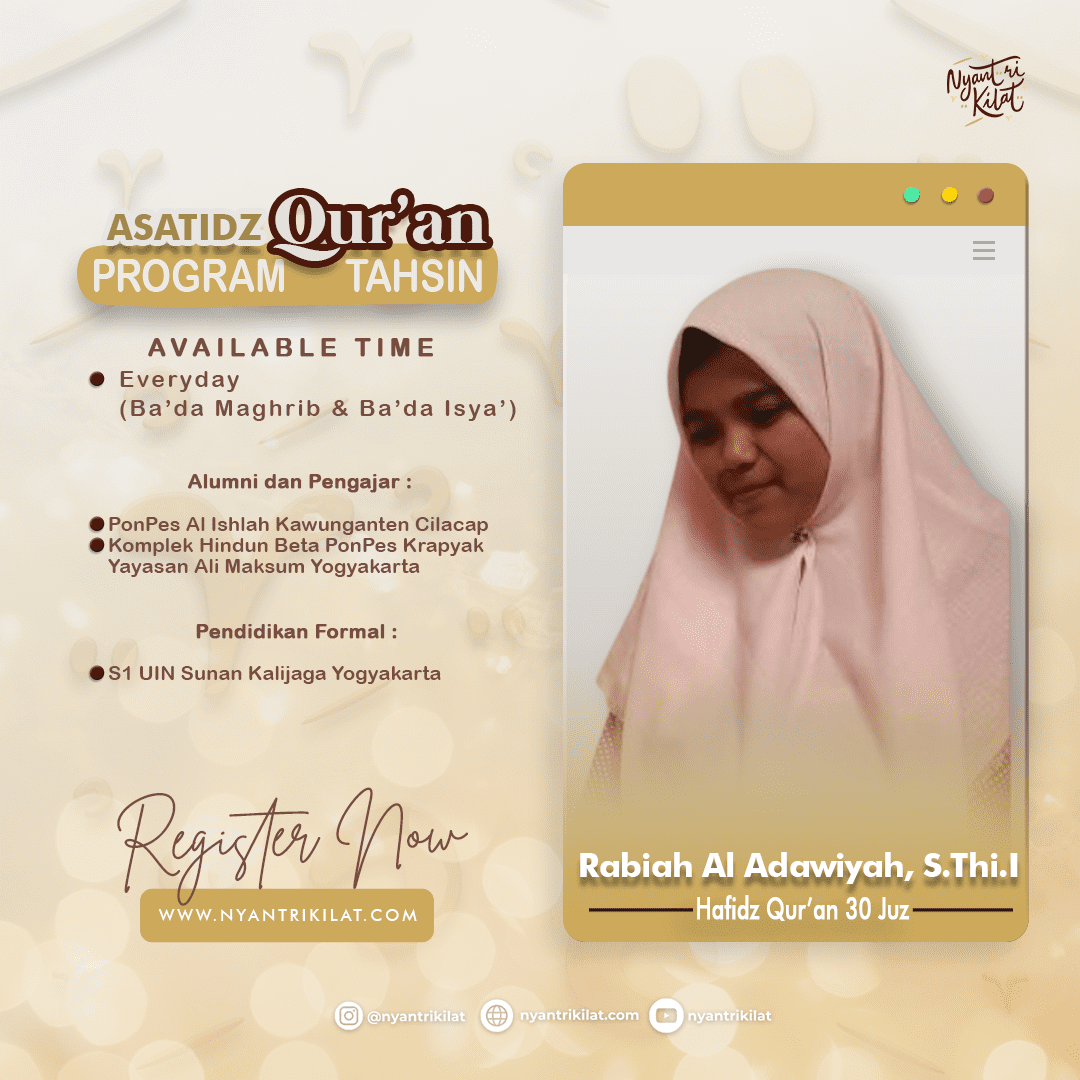 Nyantri
Kilat
ASATIDZ Qur'an
PROGRAM TAHSIN
AVAILABLE TIME
Everyday
(Ba'da Maghrib & Ba'da Isya')
Alumni dan Pengajar :
PonPes Al Ishlah Kawunganten Cilacap
Komplek Hindun Beta PonPes Krapyak
Yayasan Ali Maksum Yogyakarta
Pendidikan Formal :
S1 UIN Sunan Kalijaga Yogyakarta
Register Now
WWW.NYANTRIKILAT.COM
Rabiah Al Adawiyah, S.Thi.I
Hafidz Qur'an 30 Juz
@nyantrikilat nyantrikilat.com nyantrikilat